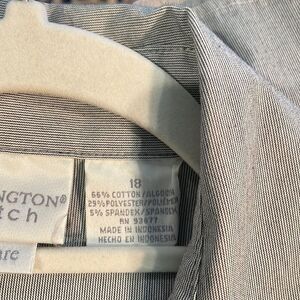 NGTON®
tch
are
18
66% COTTON/ALGODON
29% POLYESTER/POLIESTER
5% SPANDEX/SPANDEX
RN 93677
MADE IN INDONESIA
HECHO EN INDONESIA